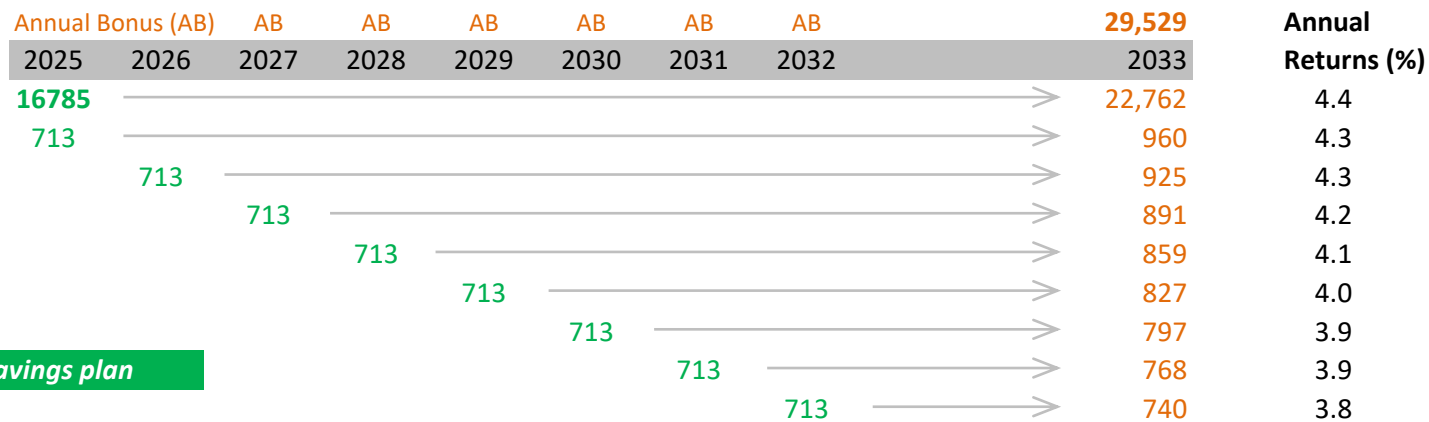 Annual Bonus (AB) AB AB AB AB AB AB 29,529 Annual
2025 2026 2027 2028 2029 2030 2031 2032 2033 Returns (%)
16785 22,762 4.4
713 960 4.3
713 925 4.3
713 891 4.2
713 859 4.1
713 827 4.0
713 797 3.9
avings plan 713 768 3.9
713 740 3.8